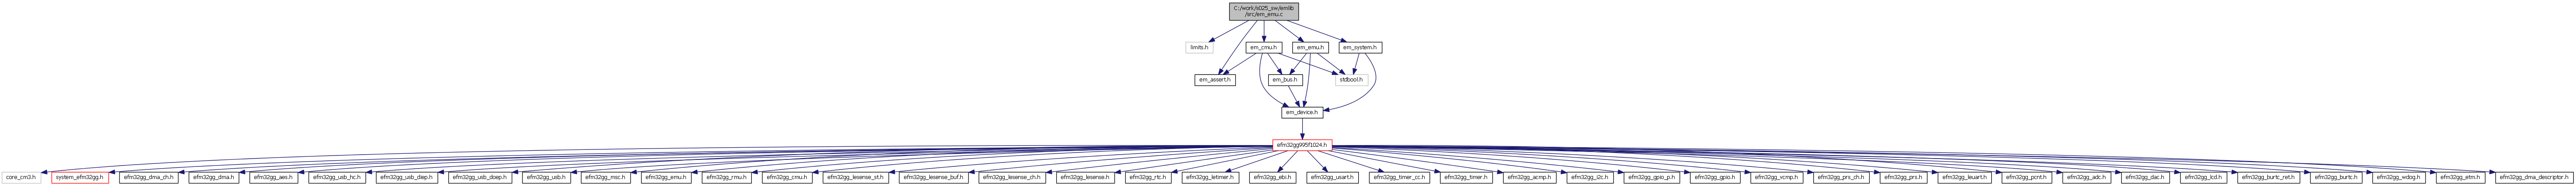 C:/work/s025_sw/emlib
/src/em_emu.c
limits.h
em_cmu.h
em_emu.h
em_system.h
em_assert.h
em_bus.h
stdbool.h
em_device.h
efm32gg995f1024.h
core_cm3.h
system_efm32gg.h
efm32gg_dma_ch.h
efm32gg_dma.h
efm32gg_aes.h
efm32gg_usb_hc.h
efm32gg_usb_diep.h
efm32gg_usb_doep.h
efm32gg_usb.h
efm32gg_msc.h
efm32gg_emu.h
efm32gg_rmu.h
efm32gg_cmu.h
efm32gg_lesense_st.h
efm32gg_lesense_buf.h
efm32gg_lesense_ch.h
efm32gg_lesense.h
efm32gg_rtc.h
efm32gg_letimer.h
efm32gg_ebi.h
efm32gg_usart.h
efm32gg_timer_cc.h
efm32gg_timer.h
efm32gg_acmp.h
efm32gg_i2c.h
efm32gg_gpio_p.h
efm32gg_gpio.h
efm32gg_vcmp.h
efm32gg_prs_ch.h
efm32gg_prs.h
efm32gg_leuart.h
efm32gg_pcnt.h
efm32gg_adc.h
efm32gg_dac.h
efm32gg_lcd.h
efm32gg_burtc_ret.h
efm32gg_burtc.h
efm32gg_wdog.h
efm32gg_etm.h
efm32gg_dma_descriptor.h